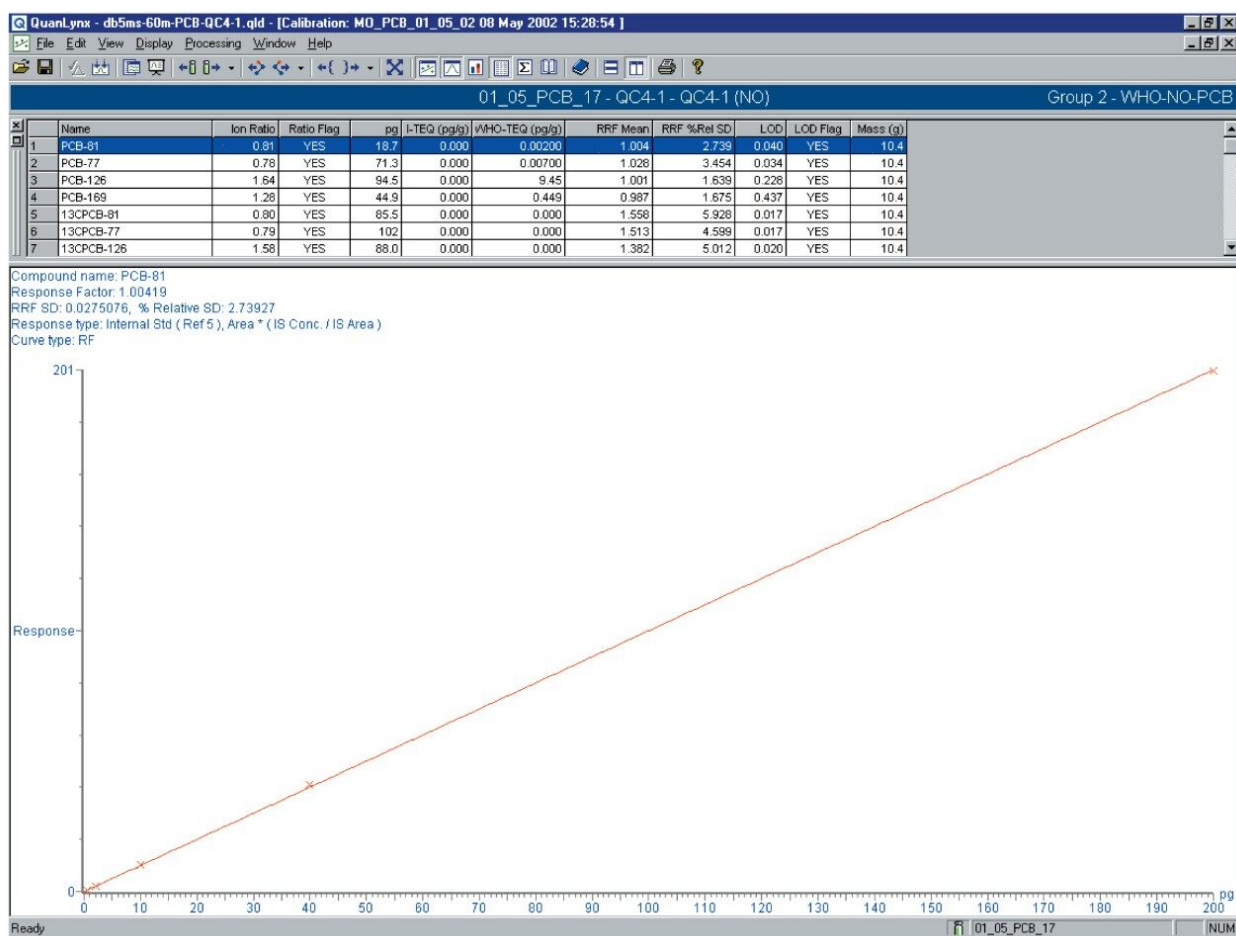 QuanLynx - db5ms-60m-PCB-QC4-1.qld - [Calibration: MO_PCB_01_05_02 08 May 2002 15:28:54 ]
File Edit View Display Processing Window Help
01_05_PCB_17 - QC4-1 - QC4-1 (NO) Group 2 - WHO-NO-PCB
Name Ion Ratio Ratio Flag pg I-TEQ (pg/g) WHO-TEQ (pg/g) RRF Mean RRF %Rel SD LOD LOD Flag Mass (g)
1 PCB-81 0.81 YES 18.7 0.000 0.00200 1.004 2.739 0.040 YES 10.4
2 PCB-77 0.78 YES 71.3 0.000 0.00700 1.028 3.454 0.034 YES 10.4
3 PCB-126 1.64 YES 94.5 0.000 9.45 1.001 1.639 0.228 YES 10.4
4 PCB-169 1.28 YES 44.9 0.000 0.449 0.987 1.675 0.437 YES 10.4
5 13CPCB-81 0.80 YES 85.5 0.000 0.000 1.558 5.928 0.017 YES 10.4
6 13CPCB-77 0.79 YES 102 0.000 0.000 1.513 4.599 0.017 YES 10.4
7 13CPCB-126 1.58 YES 88.0 0.000 0.000 1.382 5.012 0.020 YES 10.4
Compound name: PCB-81
Response Factor: 1.00419
RRF SD: 0.0275076, % Relative SD: 2.73927
Response type: Internal Std ( Ref 5 ), Area * ( IS Conc. / IS Area )
Curve type: RF
201
Response
0
0 10 20 30 40 50 60 70 80 90 100 110 120 130 140 150 160 170 180 190 200 pg
Ready 01_05_PCB_17 NUM